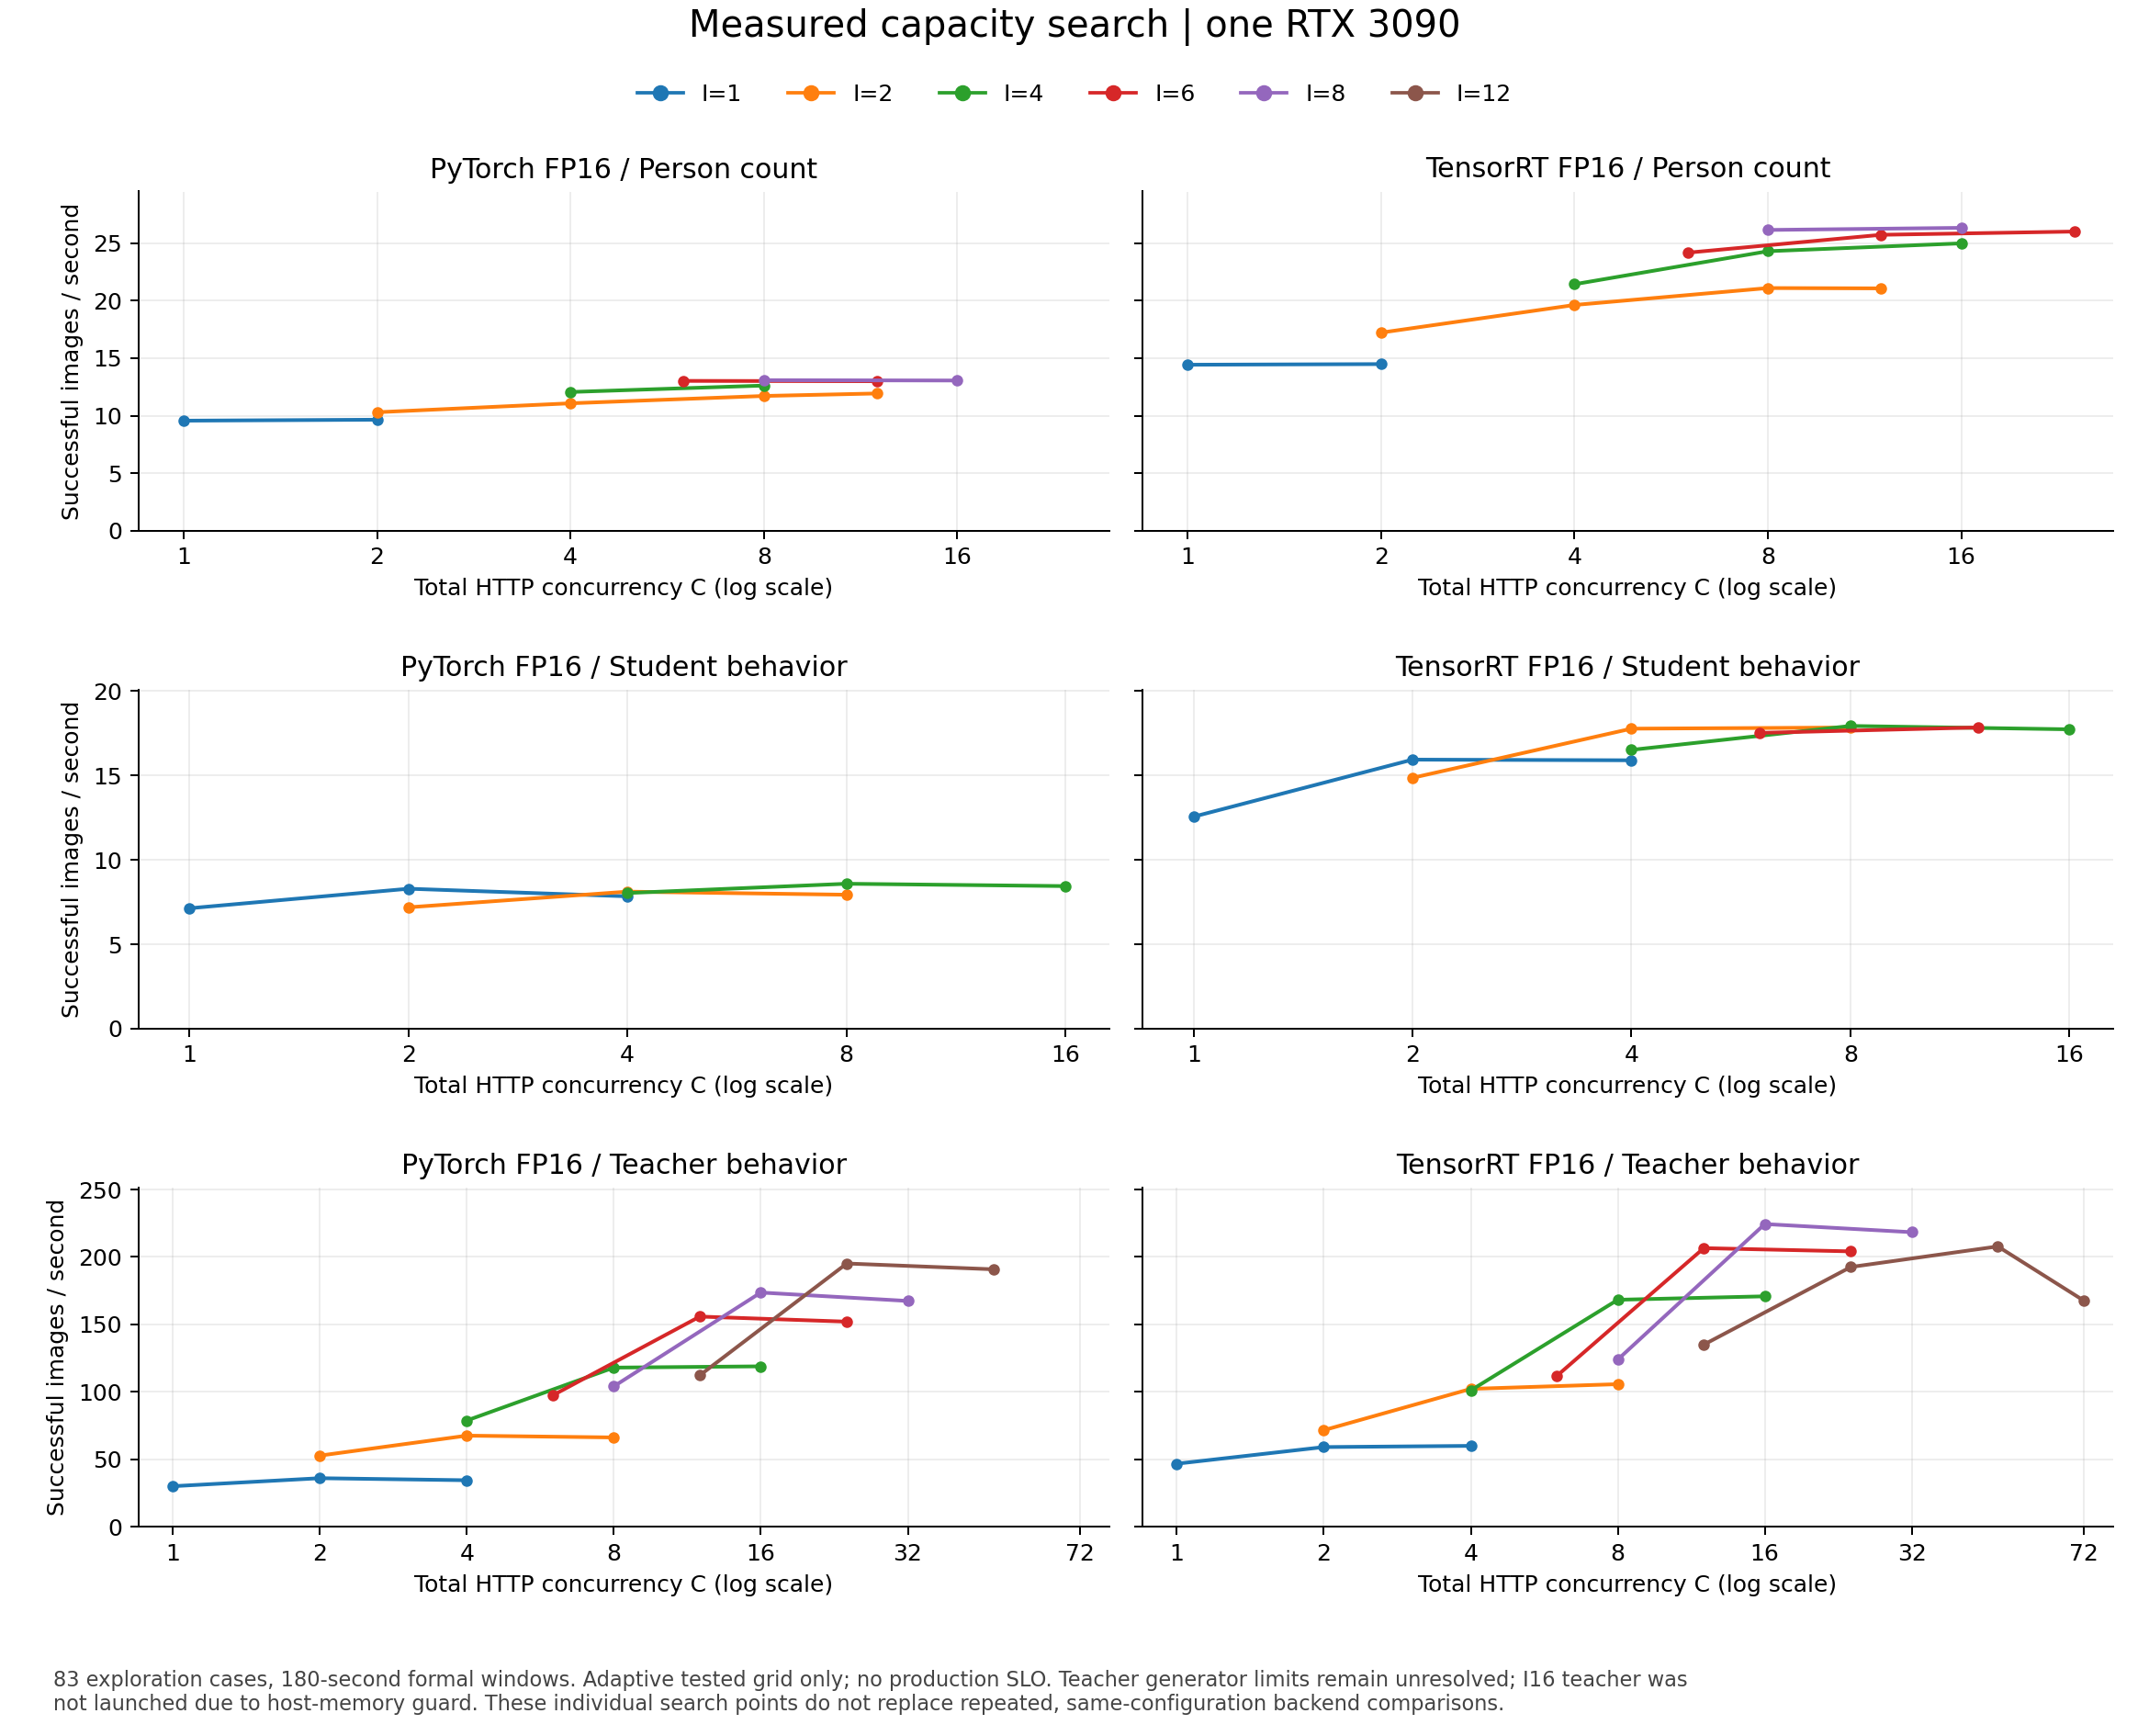 Measured capacity search | one RTX 3090
I=1 I=2 I=4 I=6 I=8 I=12
PyTorch FP16 / Person count
Successful images / second
25
20
15
10
5
0
1 2 4 8 16
Total HTTP concurrency C (log scale)
TensorRT FP16 / Person count
1 2 4 8 16
Total HTTP concurrency C (log scale)
PyTorch FP16 / Student behavior
Successful images / second
20
15
10
5
0
1 2 4 8 16
Total HTTP concurrency C (log scale)
TensorRT FP16 / Student behavior
1 2 4 8 16
Total HTTP concurrency C (log scale)
PyTorch FP16 / Teacher behavior
Successful images / second
250
200
150
100
50
0
1 2 4 8 16 32 72
Total HTTP concurrency C (log scale)
TensorRT FP16 / Teacher behavior
1 2 4 8 16 32 72
Total HTTP concurrency C (log scale)
83 exploration cases, 180-second formal windows. Adaptive tested grid only; no production SLO. Teacher generator limits remain unresolved; I16 teacher was
not launched due to host-memory guard. These individual search points do not replace repeated, same-configuration backend comparisons.